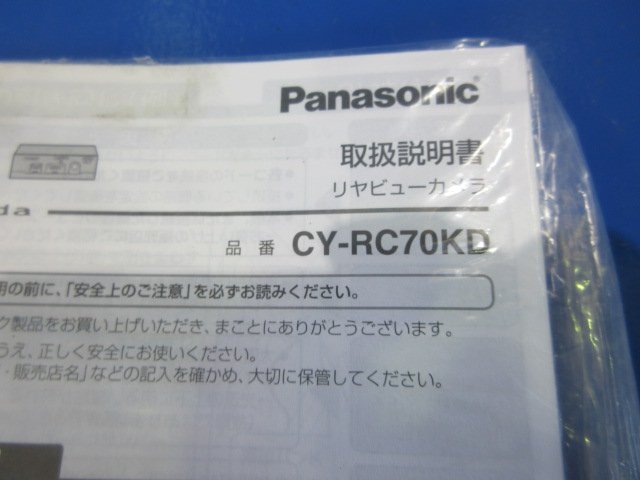 Panasonic
取扱説明書
リヤビューカメラ
da
品番 CY-RC70KD
用の前に、「安全上のご注意」を必ずお読みください。
ク製品をお買い上げいただき、まことにありがとうございます。
うえ、正しく安全にお使いください。
・販売店名」などの記入を確かめ、大切に保管してください。